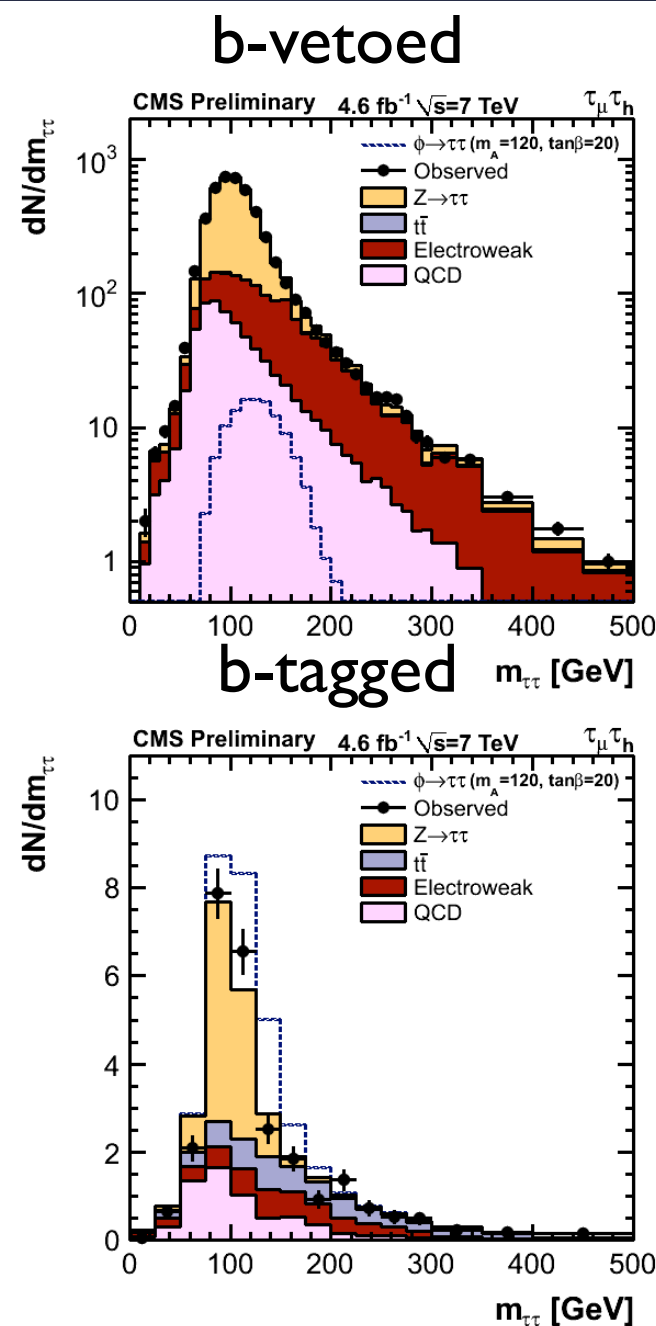 b-vetoed
CMS Preliminary 4.6 fb⁻¹ √s=7 TeV τμτh
dN/dmττ
10³
10²
10
1
ϕ→ττ (mA=120, tanβ=20)
Observed
Z→ττ
tt̄
Electroweak
QCD
0 100 200 300 400 500
mττ [GeV]
b-tagged
CMS Preliminary 4.6 fb⁻¹ √s=7 TeV τμτh
dN/dmττ
10
8
6
4
2
0
ϕ→ττ (mA=120, tanβ=20)
Observed
Z→ττ
tt̄
Electroweak
QCD
0 100 200 300 400 500
mττ [GeV]